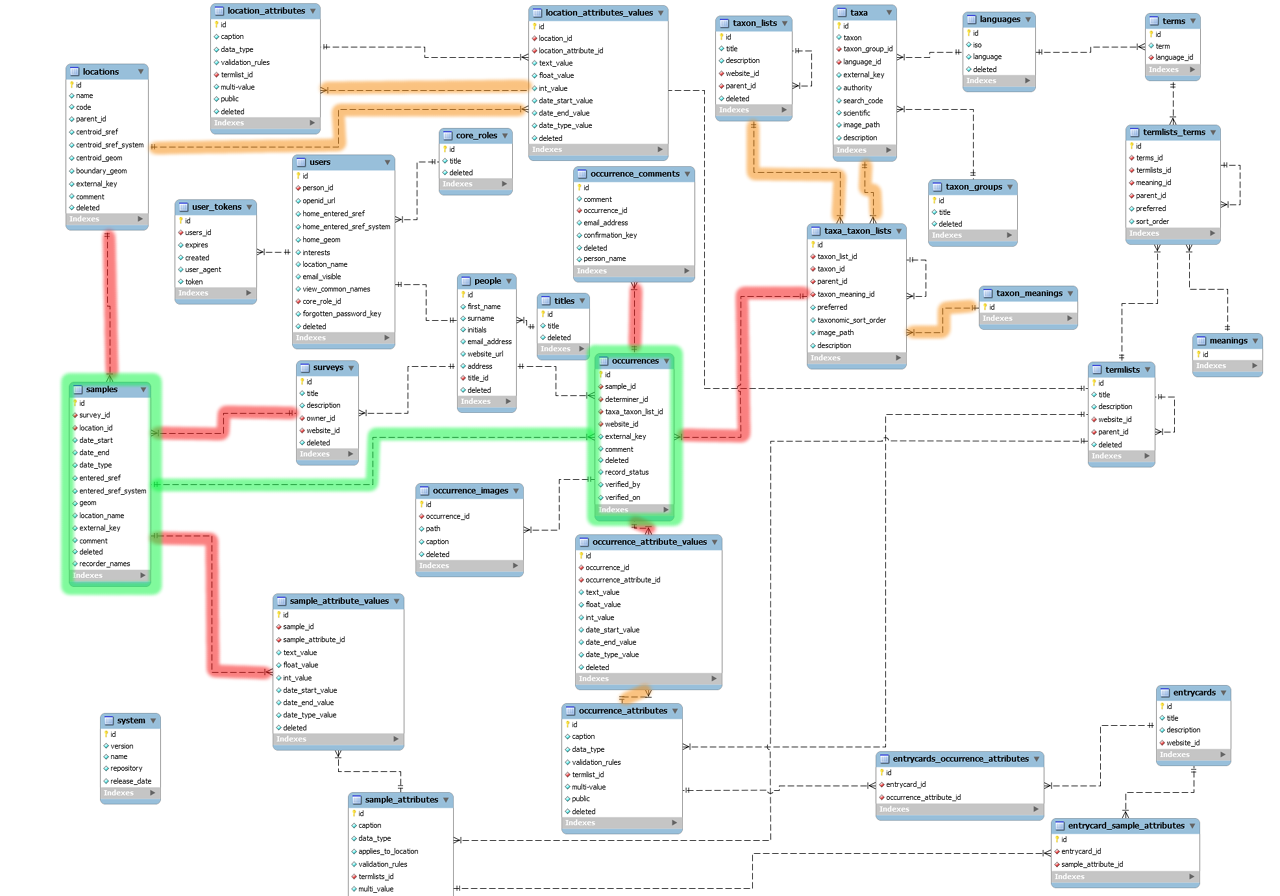 location_attributes
id
caption
data_type
validation_rules
termlist_id
multi-value
public
deleted
Indexes
location_attributes_values
id
location_id
location_attribute_id
text_value
float_value
int_value
date_start_value
date_end_value
date_type_value
deleted
Indexes
taxon_lists
id
title
description
website_id
parent_id
deleted
Indexes
taxa
id
taxon
taxon_group_id
language_id
external_key
authority
search_code
scientific
image_path
description
Indexes
languages
id
iso
language
deleted
Indexes
terms
id
term
language_id
Indexes
locations
id
name
code
parent_id
centroid_sref
centroid_sref_system
centroid_geom
boundary_geom
external_key
comment
deleted
Indexes
users
id
person_id
openid_url
home_entered_sref
home_entered_sref_system
home_geom
interests
location_name
email_visible
view_common_names
core_role_id
forgotten_password_key
deleted
Indexes
core_roles
id
title
deleted
Indexes
occurrence_comments
id
comment
occurrence_id
email_address
confirmation_key
deleted
person_name
Indexes
termlists_terms
id
terms_id
termlists_id
meaning_id
parent_id
preferred
sort_order
Indexes
taxon_groups
id
title
deleted
Indexes
user_tokens
id
users_id
expires
created
user_agent
token
Indexes
taxa_taxon_lists
id
taxon_list_id
taxon_id
parent_id
taxon_meaning_id
preferred
taxonomic_sort_order
image_path
description
Indexes
people
id
first_name
surname
initials
email_address
website_url
address
title_id
deleted
Indexes
titles
id
title
deleted
Indexes
taxon_meanings
id
Indexes
meanings
id
Indexes
surveys
id
title
description
owner_id
website_id
deleted
Indexes
occurrences
id
sample_id
determiner_id
taxa_taxon_list_id
website_id
external_key
comment
deleted
record_status
verified_by
verified_on
Indexes
termlists
id
title
description
website_id
parent_id
deleted
Indexes
samples
id
survey_id
location_id
date_start
date_end
date_type
entered_sref
entered_sref_system
geom
location_name
external_key
comment
deleted
recorder_names
Indexes
occurrence_images
id
occurrence_id
path
caption
deleted
Indexes
occurrence_attribute_values
id
occurrence_id
occurrence_attribute_id
text_value
float_value
int_value
date_start_value
date_end_value
date_type_value
deleted
Indexes
sample_attribute_values
id
sample_id
sample_attribute_id
text_value
float_value
int_value
date_start_value
date_end_value
date_type_value
deleted
Indexes
system
id
version
name
repository
release_date
Indexes
occurrence_attributes
id
caption
data_type
validation_rules
termlist_id
multi-value
public
deleted
Indexes
entrycards
id
title
description
website_id
Indexes
entrycards_occurrence_attributes
id
entrycard_id
occurrence_attribute_id
Indexes
sample_attributes
id
caption
data_type
applies_to_location
validation_rules
termlists_id
multi_value
entrycard_sample_attributes
id
entrycard_id
sample_attribute_id
Indexes